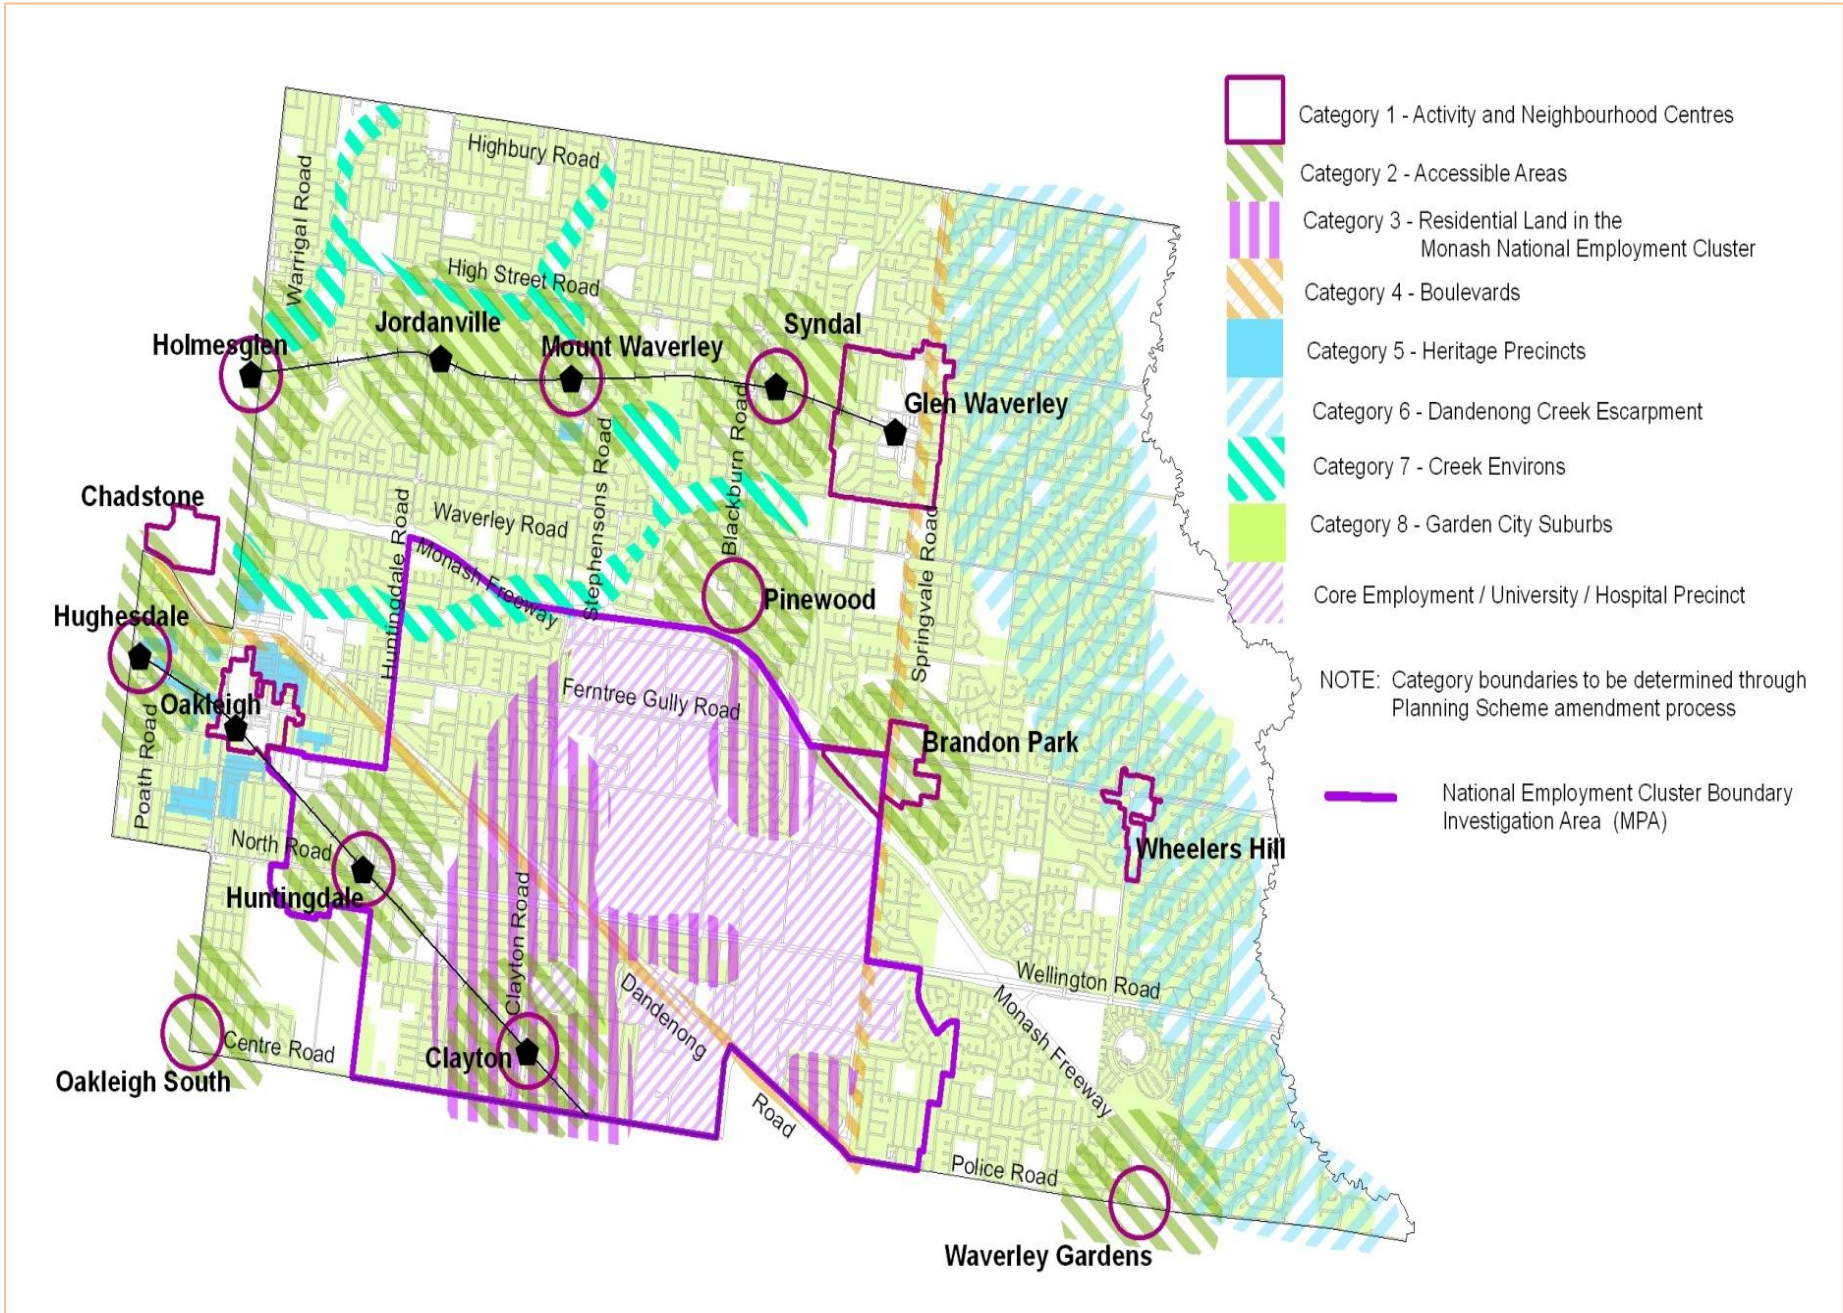 Highbury Road
Warrigal Road
High Street Road
Jordanville
Syndal
Holmesglen
Mount Waverley
Glen Waverley
Blackburn Road
Stephensons Road
Chadstone
Huntingdale Road
Waverley Road
Monash Freeway
Springvale Road
Pinewood
Hughesdale
Ferntree Gully Road
Oakleigh
Poath Road
Brandon Park
North Road
Wheelers Hill
Huntingdale
Clayton Road
Wellington Road
Dandenong
Road
Monash Freeway
Centre Road
Clayton
Oakleigh South
Police Road
Waverley Gardens
Category 1 - Activity and Neighbourhood Centres
Category 2 - Accessible Areas
Category 3 - Residential Land in the
Monash National Employment Cluster
Category 4 - Boulevards
Category 5 - Heritage Precincts
Category 6 - Dandenong Creek Escarpment
Category 7 - Creek Environs
Category 8 - Garden City Suburbs
Core Employment / University / Hospital Precinct
NOTE: Category boundaries to be determined through
Planning Scheme amendment process
National Employment Cluster Boundary
Investigation Area (MPA)